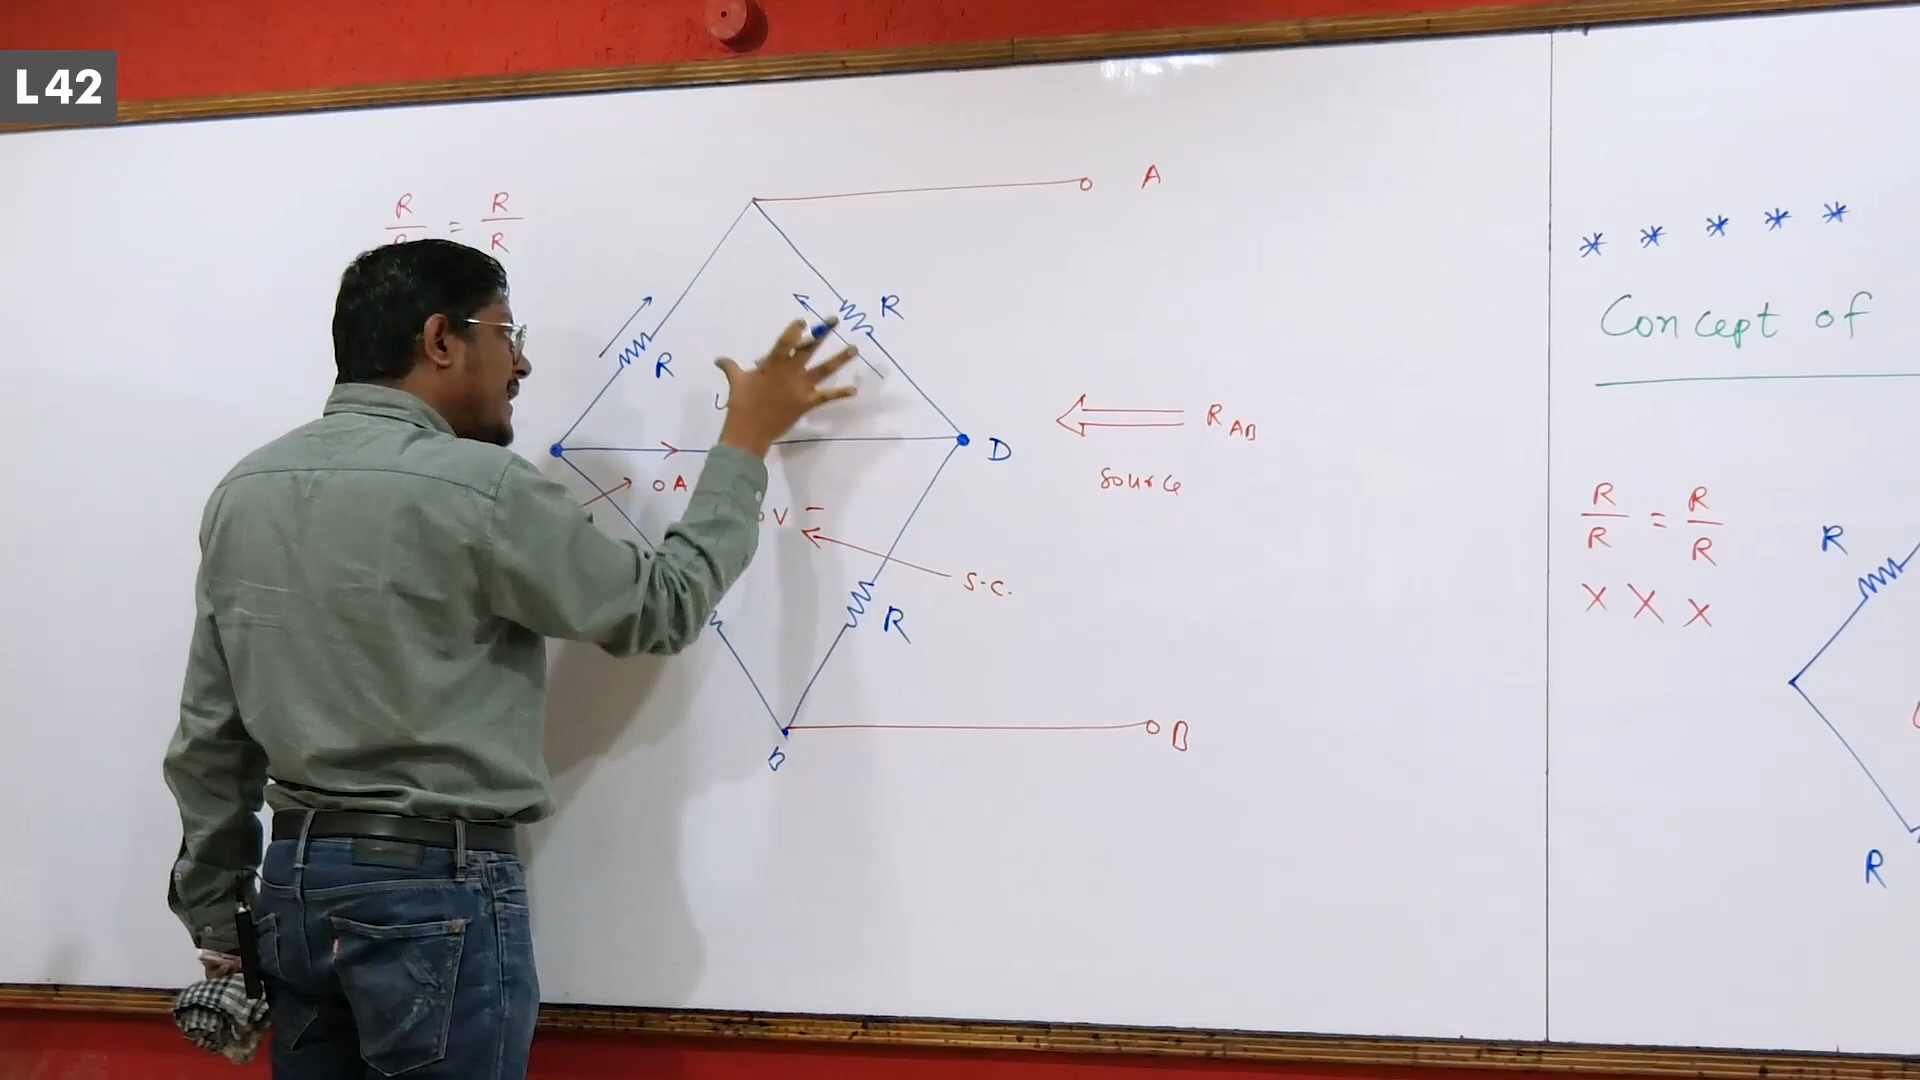 L42
A
R = R
R
R
R
D
R AB
source
0 A
V -
S.C.
R
B
B
* * * * *
Concept of
R = R
R R
X X X
R
R